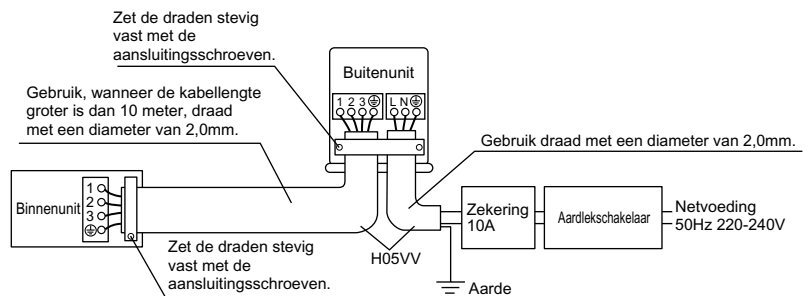 Zet de draden stevig
vast met de
aansluitingsschroeven.
Buitenunit
1 2 3
L N
Gebruik, wanneer de kabellengte
groter is dan 10 meter, draad
met een diameter van 2,0mm.
Gebruik draad met een diameter van 2,0mm.
Binnenunit
1
2
3
Zekering
10A
Aardlekschakelaar
Netvoeding
50Hz 220-240V
Zet de draden stevig
vast met de
aansluitingsschroeven.
H05VV
Aarde